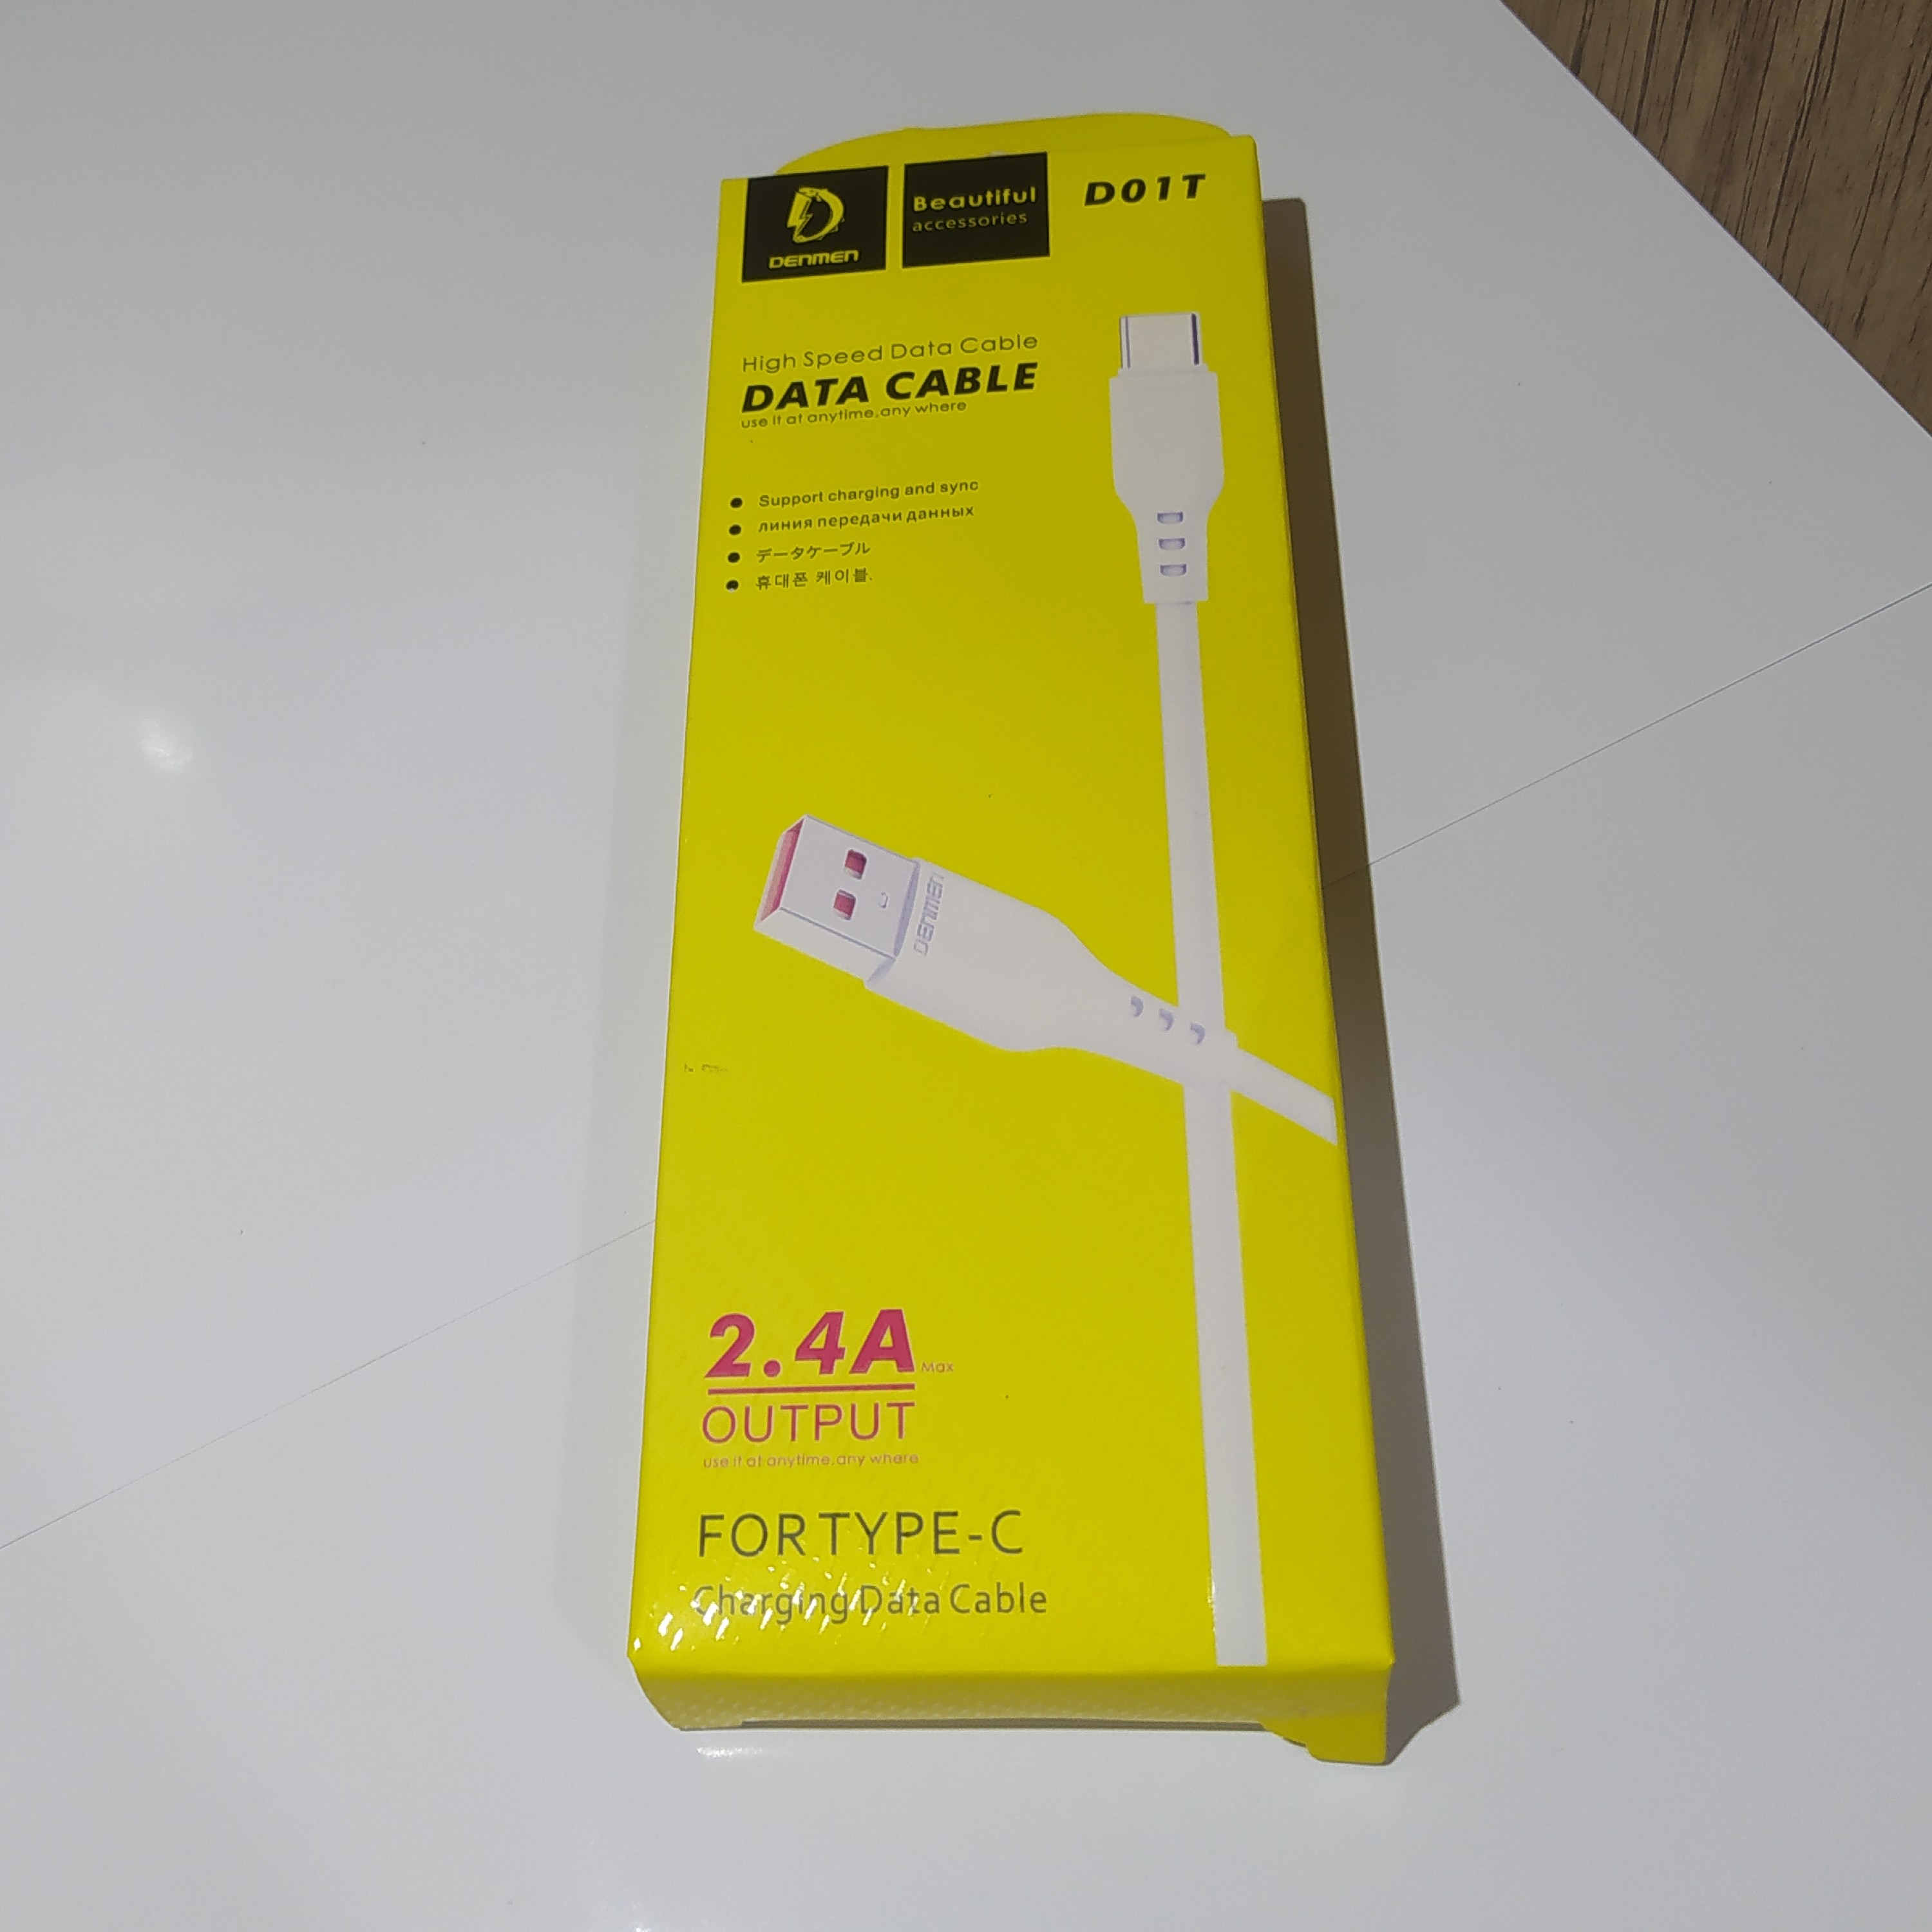 DENMEN
Beautiful
accessories
D01T
High Speed Data Cable
DATA CABLE
use it at anytime,any where
Support charging and sync
линия передачи данных
データケーブル
휴대폰 케이블.
DENMEN
2.4A Max
OUTPUT
use it at anytime,any where
FOR TYPE-C
Charging Data Cable